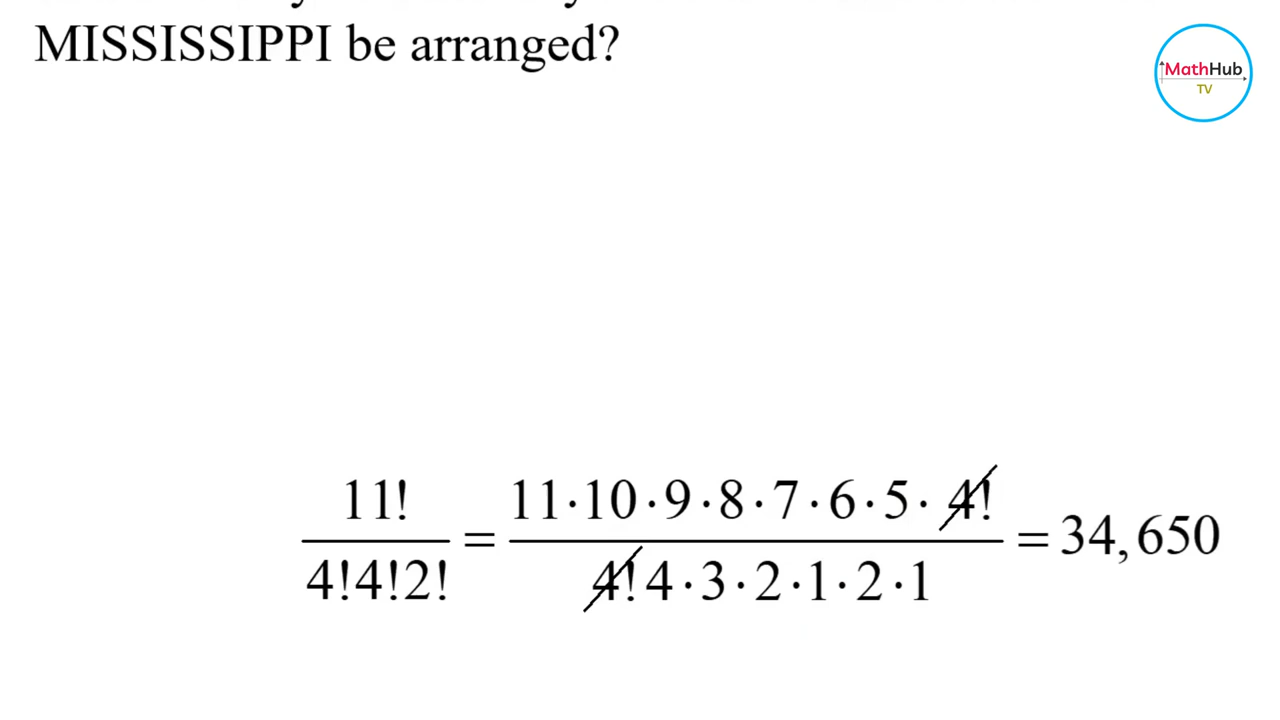 MISSISSIPPI be arranged?
MathHub
TV
11!/4!4!2! = 11·10·9·8·7·6·5·4!/4!4·3·2·1·2·1 = 34,650